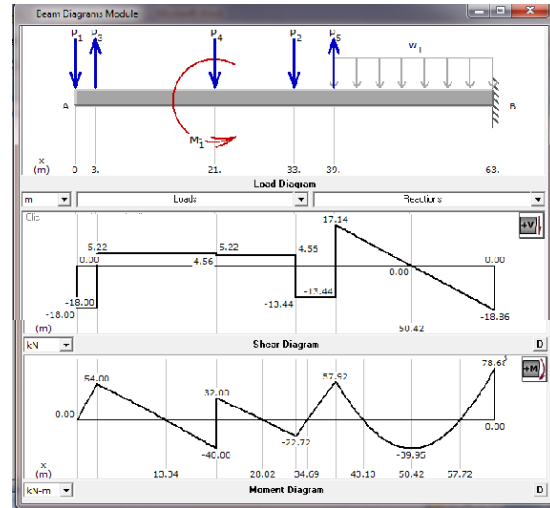 Beam Diagrams Module
P1 P3 P4 P2 P5 w1
A B
M1
x
(m) 0 3. 21. 33. 39. 63.
Load Diagram
m Loads Reactions
17.14 +V
5.22 5.22 4.55
0.00 4.56 0.00 0.00
-18.00 -13.44
-18.00 -13.44 -18.86
(m) 50.42
kN Shear Diagram D
78.6 +M
54.00 57.92
32.00
0.00 0.00
-22.72
-40.00 -39.95
x
(m) 13.34 20.02 34.69 43.13 50.42 57.72
kN-m Moment Diagram D